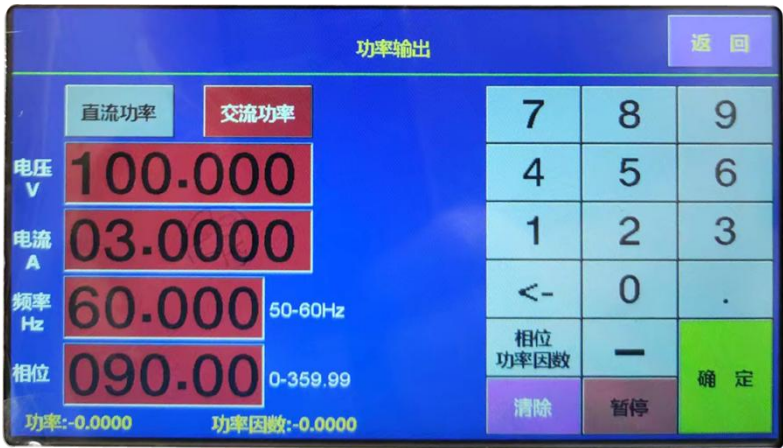 功率输出
返 回
直流功率 交流功率
电压 V 100.000
电流 A 03.0000
频率 Hz 60.000 50-60Hz
相位 090.00 0-359.99
功率:-0.0000 功率因数:-0.0000
7 8 9
4 5 6
1 2 3
<- 0 .
相位
功率因数 — 确 定
清除 暂停